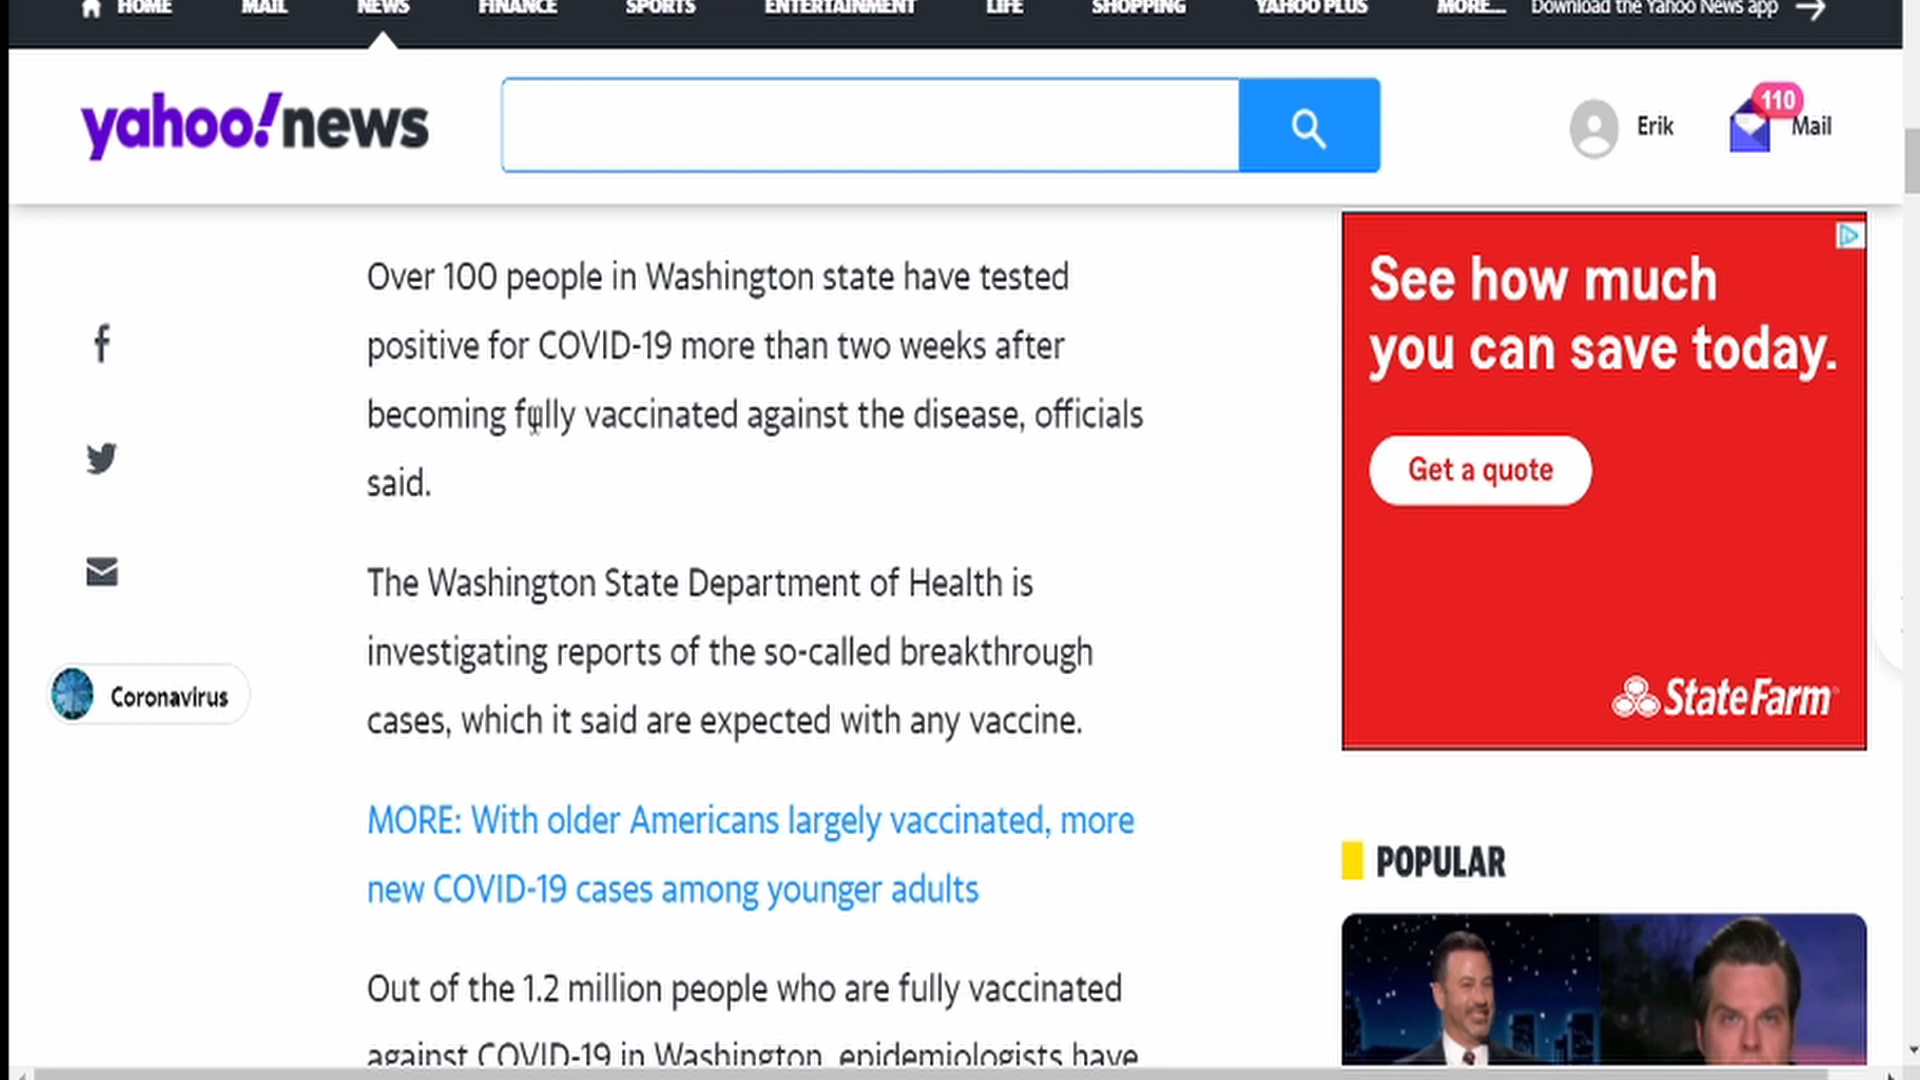 HOME MAIL NEWS FINANCE SPORTS ENTERTAINMENT LIFE SHOPPING YAHOO PLUS MORE... Download the Yahoo News app
yahoo!news
Erik
110
Mail
Over 100 people in Washington state have tested
positive for COVID-19 more than two weeks after
becoming fully vaccinated against the disease, officials
said.
The Washington State Department of Health is
investigating reports of the so-called breakthrough
cases, which it said are expected with any vaccine.
MORE: With older Americans largely vaccinated, more
new COVID-19 cases among younger adults
Out of the 1.2 million people who are fully vaccinated
against COVID-19 in Washington, epidemiologists have
Coronavirus
See how much
you can save today.
Get a quote
StateFarm
POPULAR